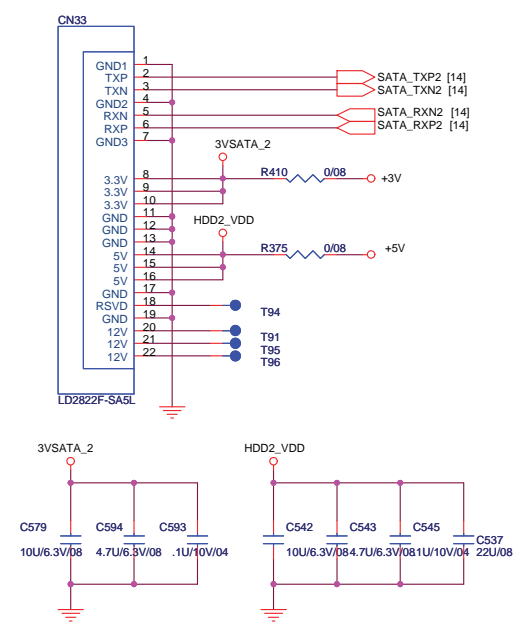 CN33
GND1 1
TXP 2 SATA_TXP2 [14]
TXN 3 SATA_TXN2 [14]
GND2 4
RXN 5 SATA_RXN2 [14]
RXP 6 SATA_RXP2 [14]
GND3 7
3VSATA_2
3.3V 8 R410 0/08 +3V
3.3V 9
3.3V 10
GND 11
GND 12
GND 13
HDD2_VDD
5V 14 R375 0/08 +5V
5V 15
5V 16
GND 17
RSVD 18 T94
GND 19
12V 20 T91
12V 21 T95
12V 22 T96
LD2822F-SA5L
3VSATA_2 HDD2_VDD
C579 C594 C593 C542 C543 C545 C537
10U/6.3V/08 4.7U/6.3V/08 .1U/10V/04 10U/6.3V/08 4.7U/6.3V/08 .1U/10V/04 22U/08